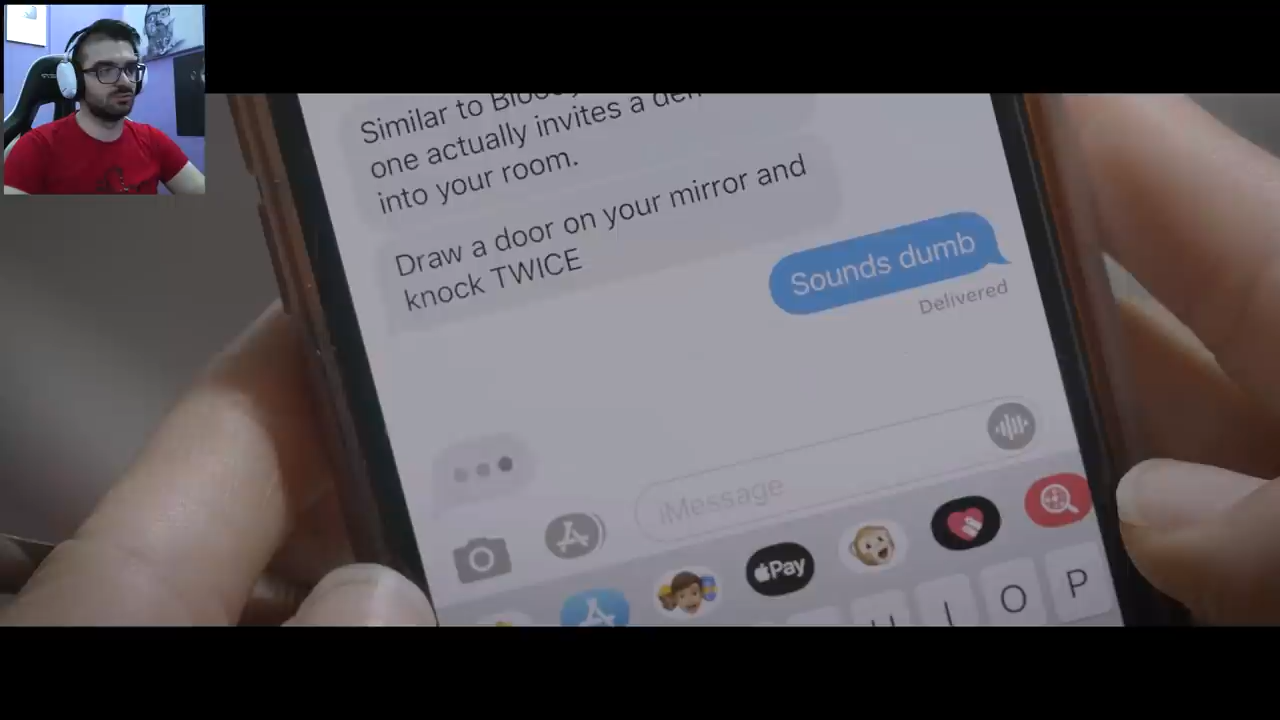 Similar to
one actually invites a
into your room.
Draw a door on your mirror and
knock TWICE
Sounds dumb
Delivered
iMessage
Pay
I O P